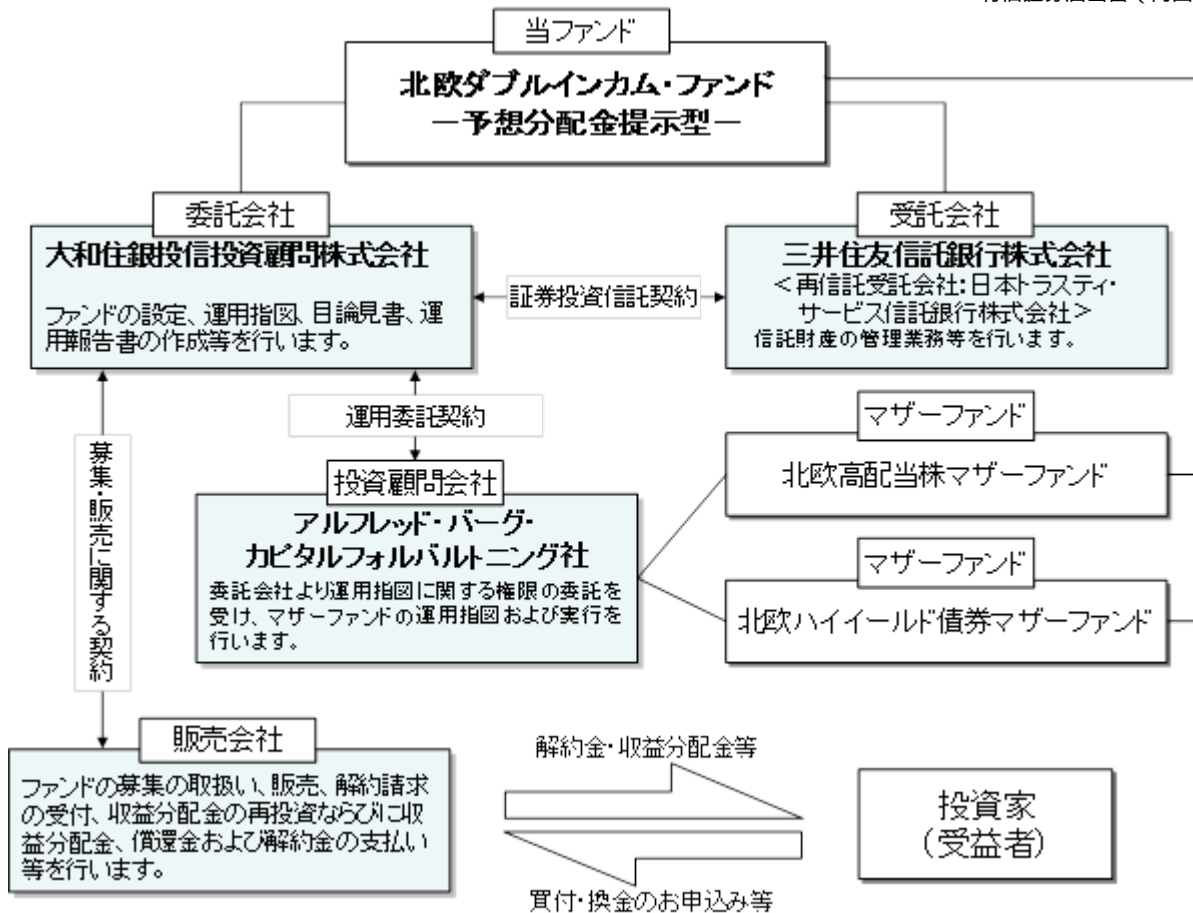 当ファンド
北欧ダブルインカム・ファンド
－予想分配金提示型－
委託会社
大和住銀投信投資顧問株式会社
ファンドの設定、運用指図、目論見書、運
用報告書の作成等を行います。
証券投資信託契約
受託会社
三井住友信託銀行株式会社
＜再信託受託会社：日本トラスティ・
サービス信託銀行株式会社＞
信託財産の管理業務等を行います。
運用委託契約
募集・販売に関する契約
投資顧問会社
アルフレッド・バーグ・
カピタルフォルバルトニング社
委託会社より運用指図に関する権限の委託を
受け、マザーファンドの運用指図および実行を
行います。
マザーファンド
北欧高配当株マザーファンド
マザーファンド
北欧ハイイールド債券マザーファンド
販売会社
ファンドの募集の取扱い、販売、解約請求
の受付、収益分配金の再投資ならびに収
益分配金、償還金および解約金の支払い
等を行います。
解約金・収益分配金等
買付・換金のお申込み等
投資家
（受益者）